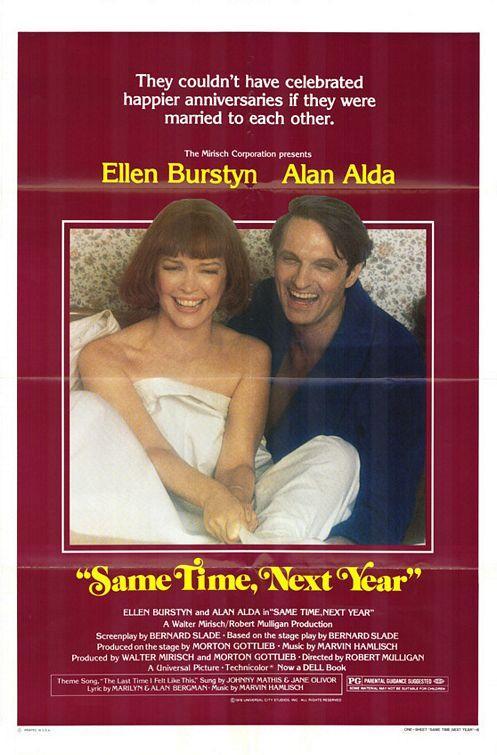 They couldn't have celebrated
happier anniversaries if they were
married to each other.
The Mirisch Corporation presents
Ellen Burstyn Alan Alda
"Same Time, Next Year"
ELLEN BURSTYN and ALAN ALDA in "SAME TIME, NEXT YEAR"
A Walter Mirisch/Robert Mulligan Production
Screenplay by BERNARD SLADE · Based on the stage play by BERNARD SLADE
Produced on the stage by MORTON GOTTLIEB · Music by MARVIN HAMLISCH
Produced by WALTER MIRISCH and MORTON GOTTLIEB · Directed by ROBERT MULLIGAN
A Universal Picture · Technicolor® Now a DELL Book
Theme Song, "The Last Time I Felt Like This," Sung by JOHNNY MATHIS & JANE OLIVOR
Lyric by MARILYN & ALAN BERGMAN · Music by MARVIN HAMLISCH
PG PARENTAL GUIDANCE SUGGESTED
SOME MATERIAL MAY NOT BE SUITABLE FOR CHILDREN
© 1978 UNIVERSAL CITY STUDIOS, INC. ALL RIGHTS RESERVED
PRINTED IN U.S.A.
ONE-SHEET "SAME TIME, NEXT YEAR"